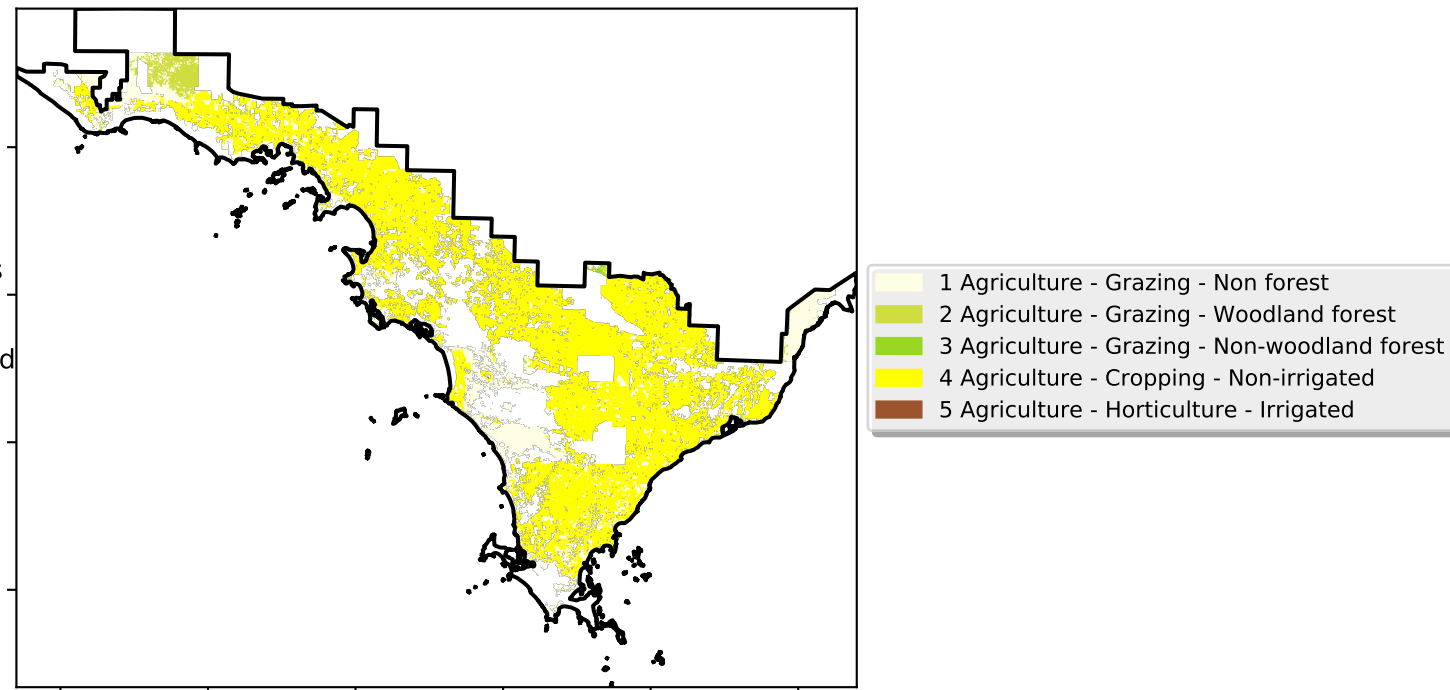 d
1 Agriculture - Grazing - Non forest
2 Agriculture - Grazing - Woodland forest
3 Agriculture - Grazing - Non-woodland forest
4 Agriculture - Cropping - Non-irrigated
5 Agriculture - Horticulture - Irrigated